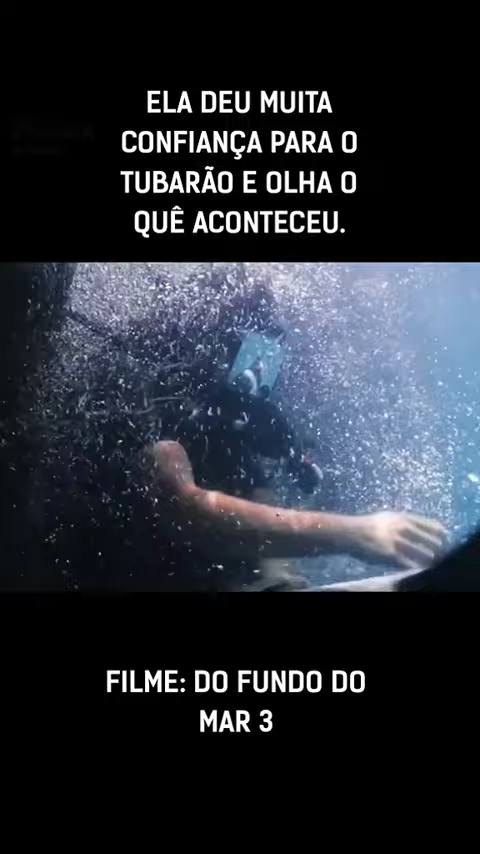 ELA DEU MUITA
CONFIANÇA PARA O
TUBARÃO E OLHA O
QUÊ ACONTECEU.
FILME: DO FUNDO DO
MAR 3